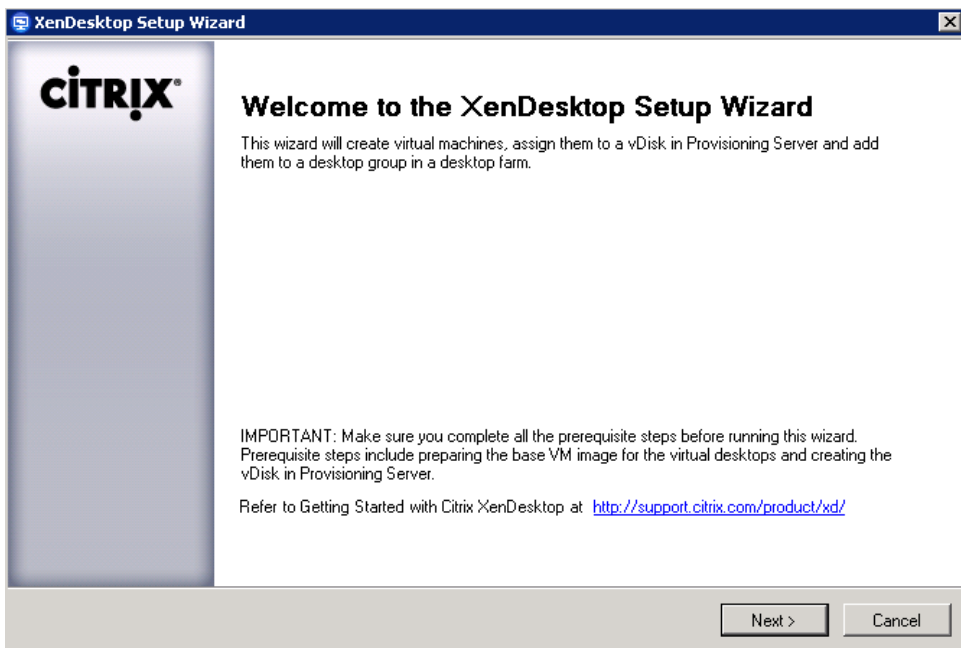 XenDesktop Setup Wizard
CİTRIX®
Welcome to the XenDesktop Setup Wizard
This wizard will create virtual machines, assign them to a vDisk in Provisioning Server and add
them to a desktop group in a desktop farm.
IMPORTANT: Make sure you complete all the prerequisite steps before running this wizard.
Prerequisite steps include preparing the base VM image for the virtual desktops and creating the
vDisk in Provisioning Server.
Refer to Getting Started with Citrix XenDesktop at http://support.citrix.com/product/xd/
Next >
Cancel